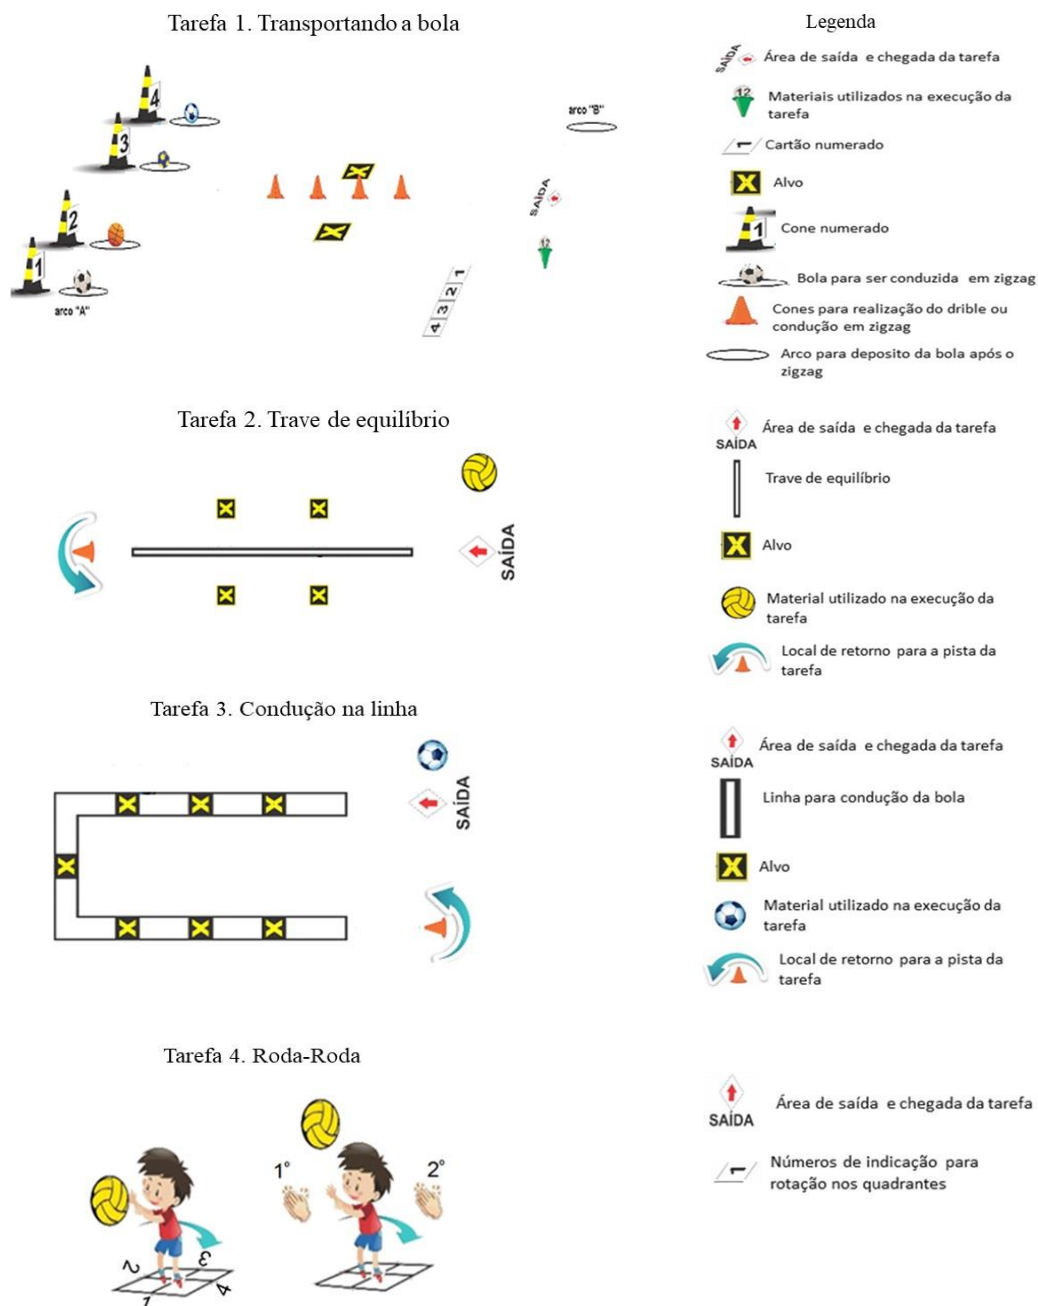 Tarefa 1. Transportando a bola
Legenda
SAÍDA
Área de saída e chegada da tarefa
4
12
Materiais utilizados na execução da
tarefa
arco "B"
3
1
Cartão numerado
X
X
Alvo
SAÍDA
2
1
Cone numerado
X
12
1
arco "A"
Bola para ser conduzida em zigzag
1
2
3
4
Cones para realização do drible ou
condução em zigzag
Arco para deposito da bola após o
zigzag
Tarefa 2. Trave de equilíbrio
SAÍDA
Área de saída e chegada da tarefa
Trave de equilíbrio
X
X
SAÍDA
X
Alvo
X
X
Material utilizado na execução da
tarefa
Local de retorno para a pista da
tarefa
Tarefa 3. Condução na linha
SAÍDA
Área de saída e chegada da tarefa
X
X
X
SAÍDA
Linha para condução da bola
X
X
Alvo
X
X
X
Material utilizado na execução da
tarefa
Local de retorno para a pista da
tarefa
Tarefa 4. Roda-Roda
SAÍDA
Área de saída e chegada da tarefa
1º
2º
1
Números de indicação para
rotação nos quadrantes
2
3
4
1